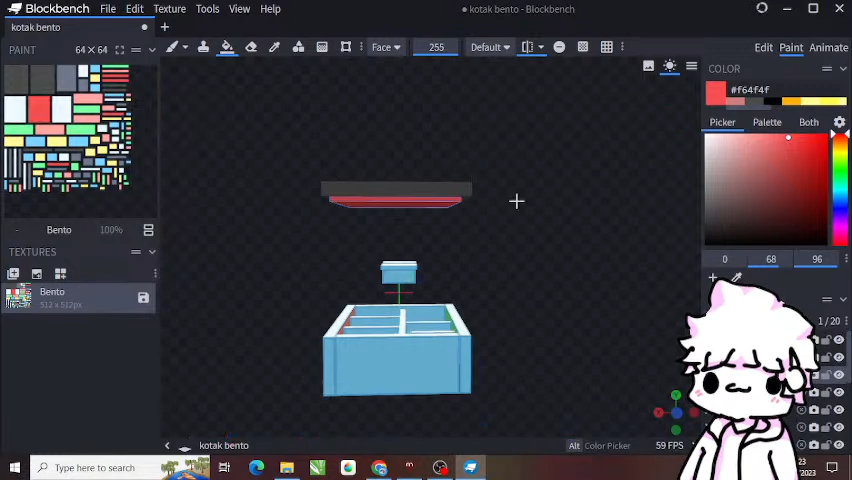 Blockbench File Edit Texture Tools View Help
kotak bento - Blockbench
kotak bento
PAINT 64 × 64
Face 255 Default
Edit Paint Animate
COLOR
#f64f4f
Picker Palette Both
- Bento 100%
TEXTURES
Bento
512 x 512px
0 68 96
1 / 20
kotak bento
Alt Color Picker 59 FPS
Type here to search
2023